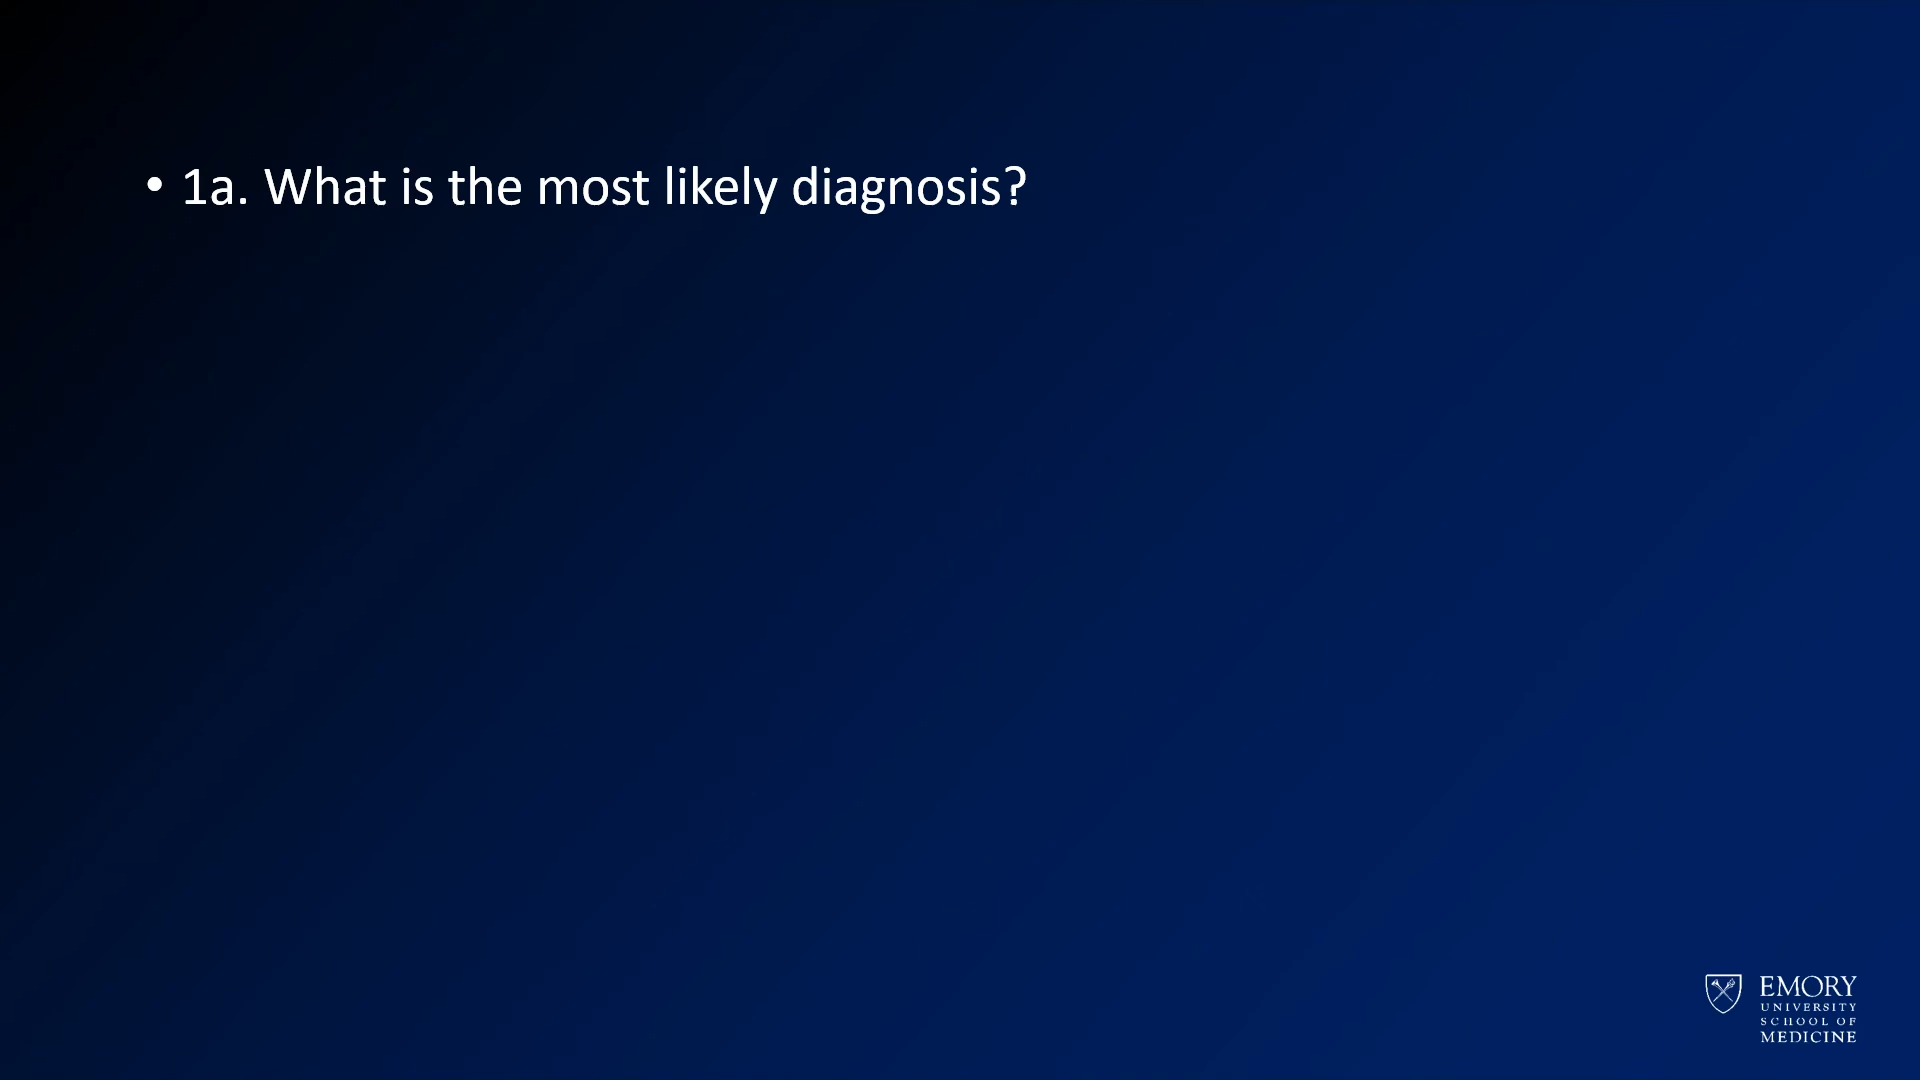 • 1a. What is the most likely diagnosis?
EMORY
UNIVERSITY
SCHOOL OF
MEDICINE